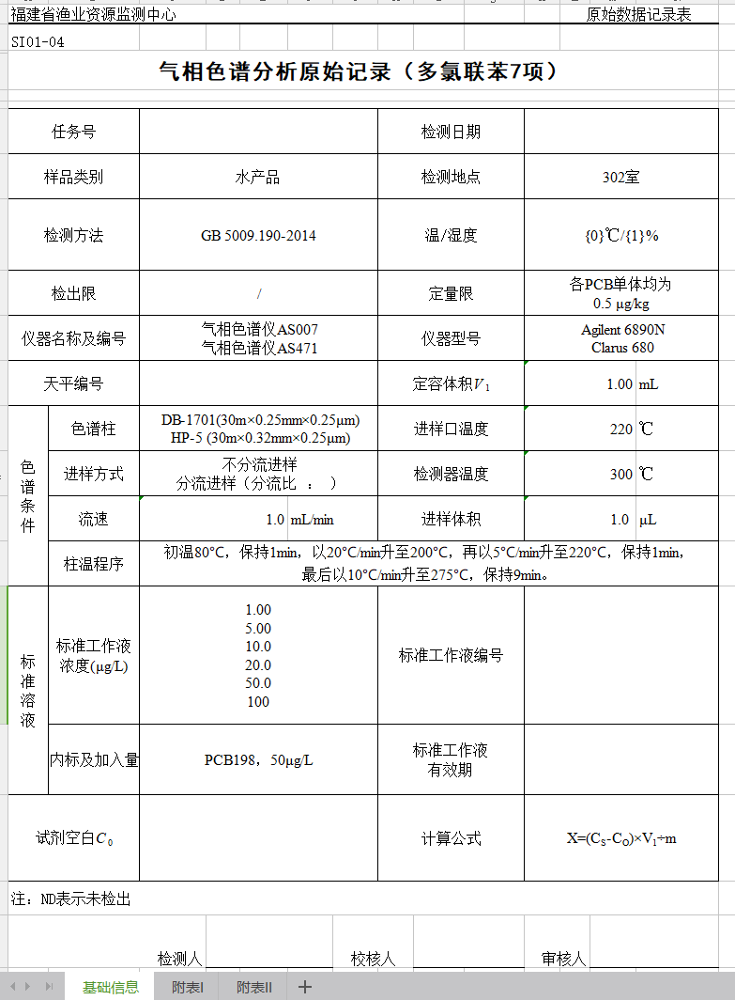 福建省渔业资源监测中心 原始数据记录表
SI01-04
气相色谱分析原始记录（多氯联苯7项）
任务号 检测日期
样品类别 水产品 检测地点 302室
检测方法 GB 5009.190-2014 温/湿度 {0}℃/{1}%
检出限 / 定量限 各PCB单体均为
0.5 μg/kg
仪器名称及编号 气相色谱仪AS007
气相色谱仪AS471
仪器型号 Agilent 6890N
Clarus 680
天平编号 定容体积V1 1.00 mL
色谱条件
色谱柱 DB-1701(30m×0.25mm×0.25μm)
HP-5 (30m×0.32mm×0.25μm)
进样口温度 220 ℃
进样方式 不分流进样
分流进样（分流比 ： ）
检测器温度 300 ℃
流速 1.0 mL/min 进样体积 1.0 μL
柱温程序 初温80℃，保持1min，以20℃/min升至200℃，再以5℃/min升至220℃，保持1min，
最后以10℃/min升至275℃，保持9min。
标准溶液
标准工作液
浓度(μg/L)
1.00
5.00
10.0
20.0
50.0
100
标准工作液编号
内标及加入量 PCB198，50μg/L 标准工作液
有效期
试剂空白C0 计算公式 X=(CS-CO)×V1÷m
注：ND表示未检出
检测人 校核人 审核人
基础信息 附表I 附表II